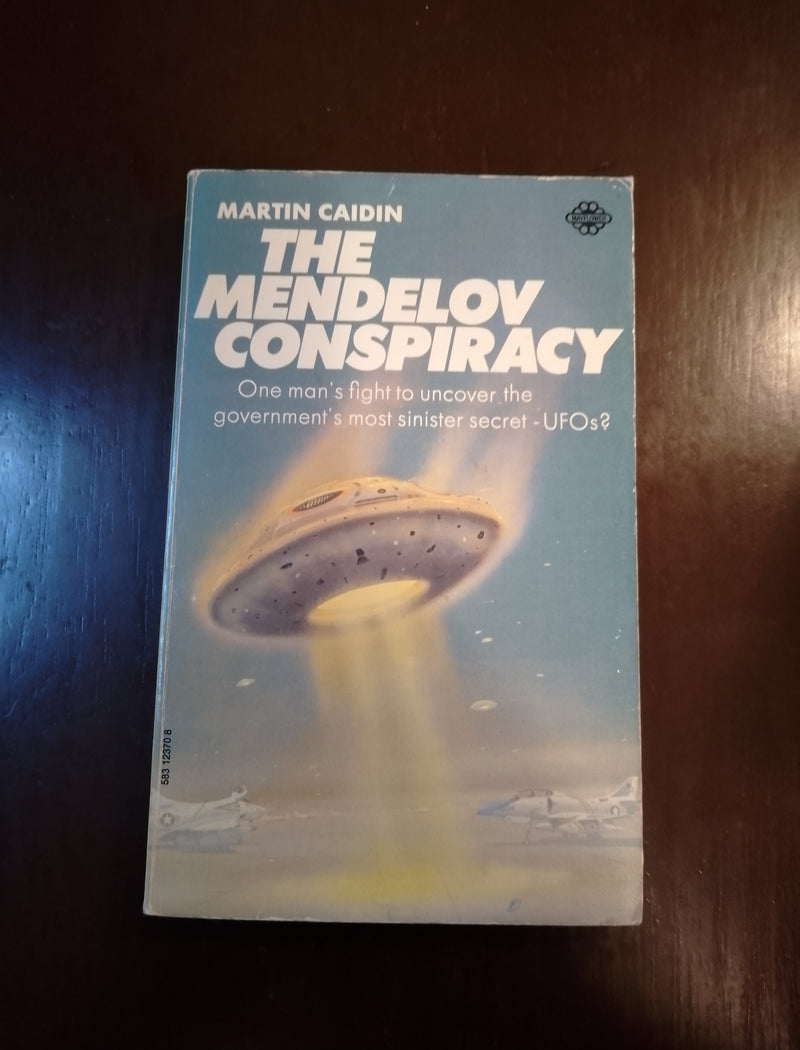 MARTIN CAIDIN
MAYFLOWER
THE
MENDELOV
CONSPIRACY
One man's fight to uncover the
government's most sinister secret - UFOs?
583 12370 8